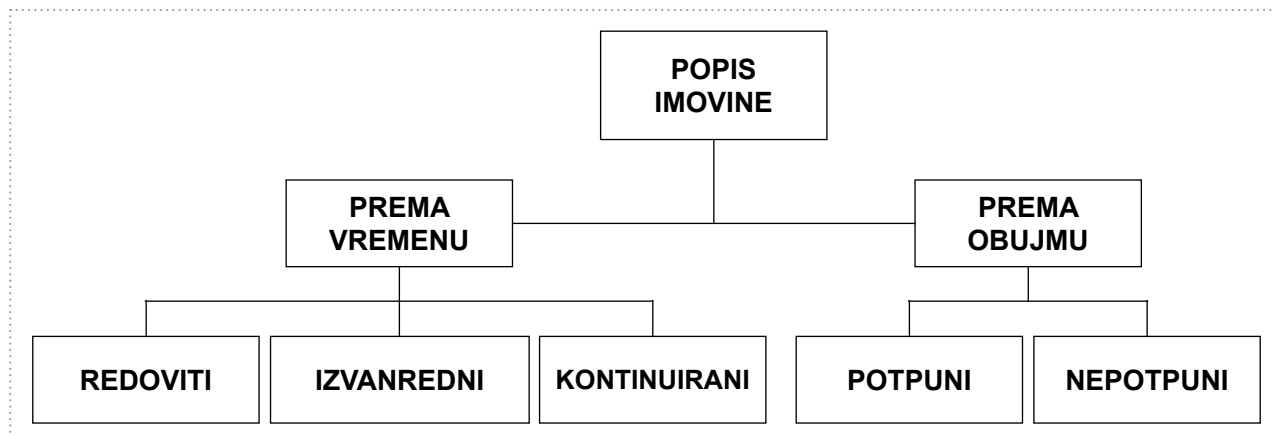 POPIS
IMOVINE
PREMA
VREMENU
PREMA
OBUJMU
REDOVITI
IZVANREDNI
KONTINUIRANI
POTPUNI
NEPOTPUNI